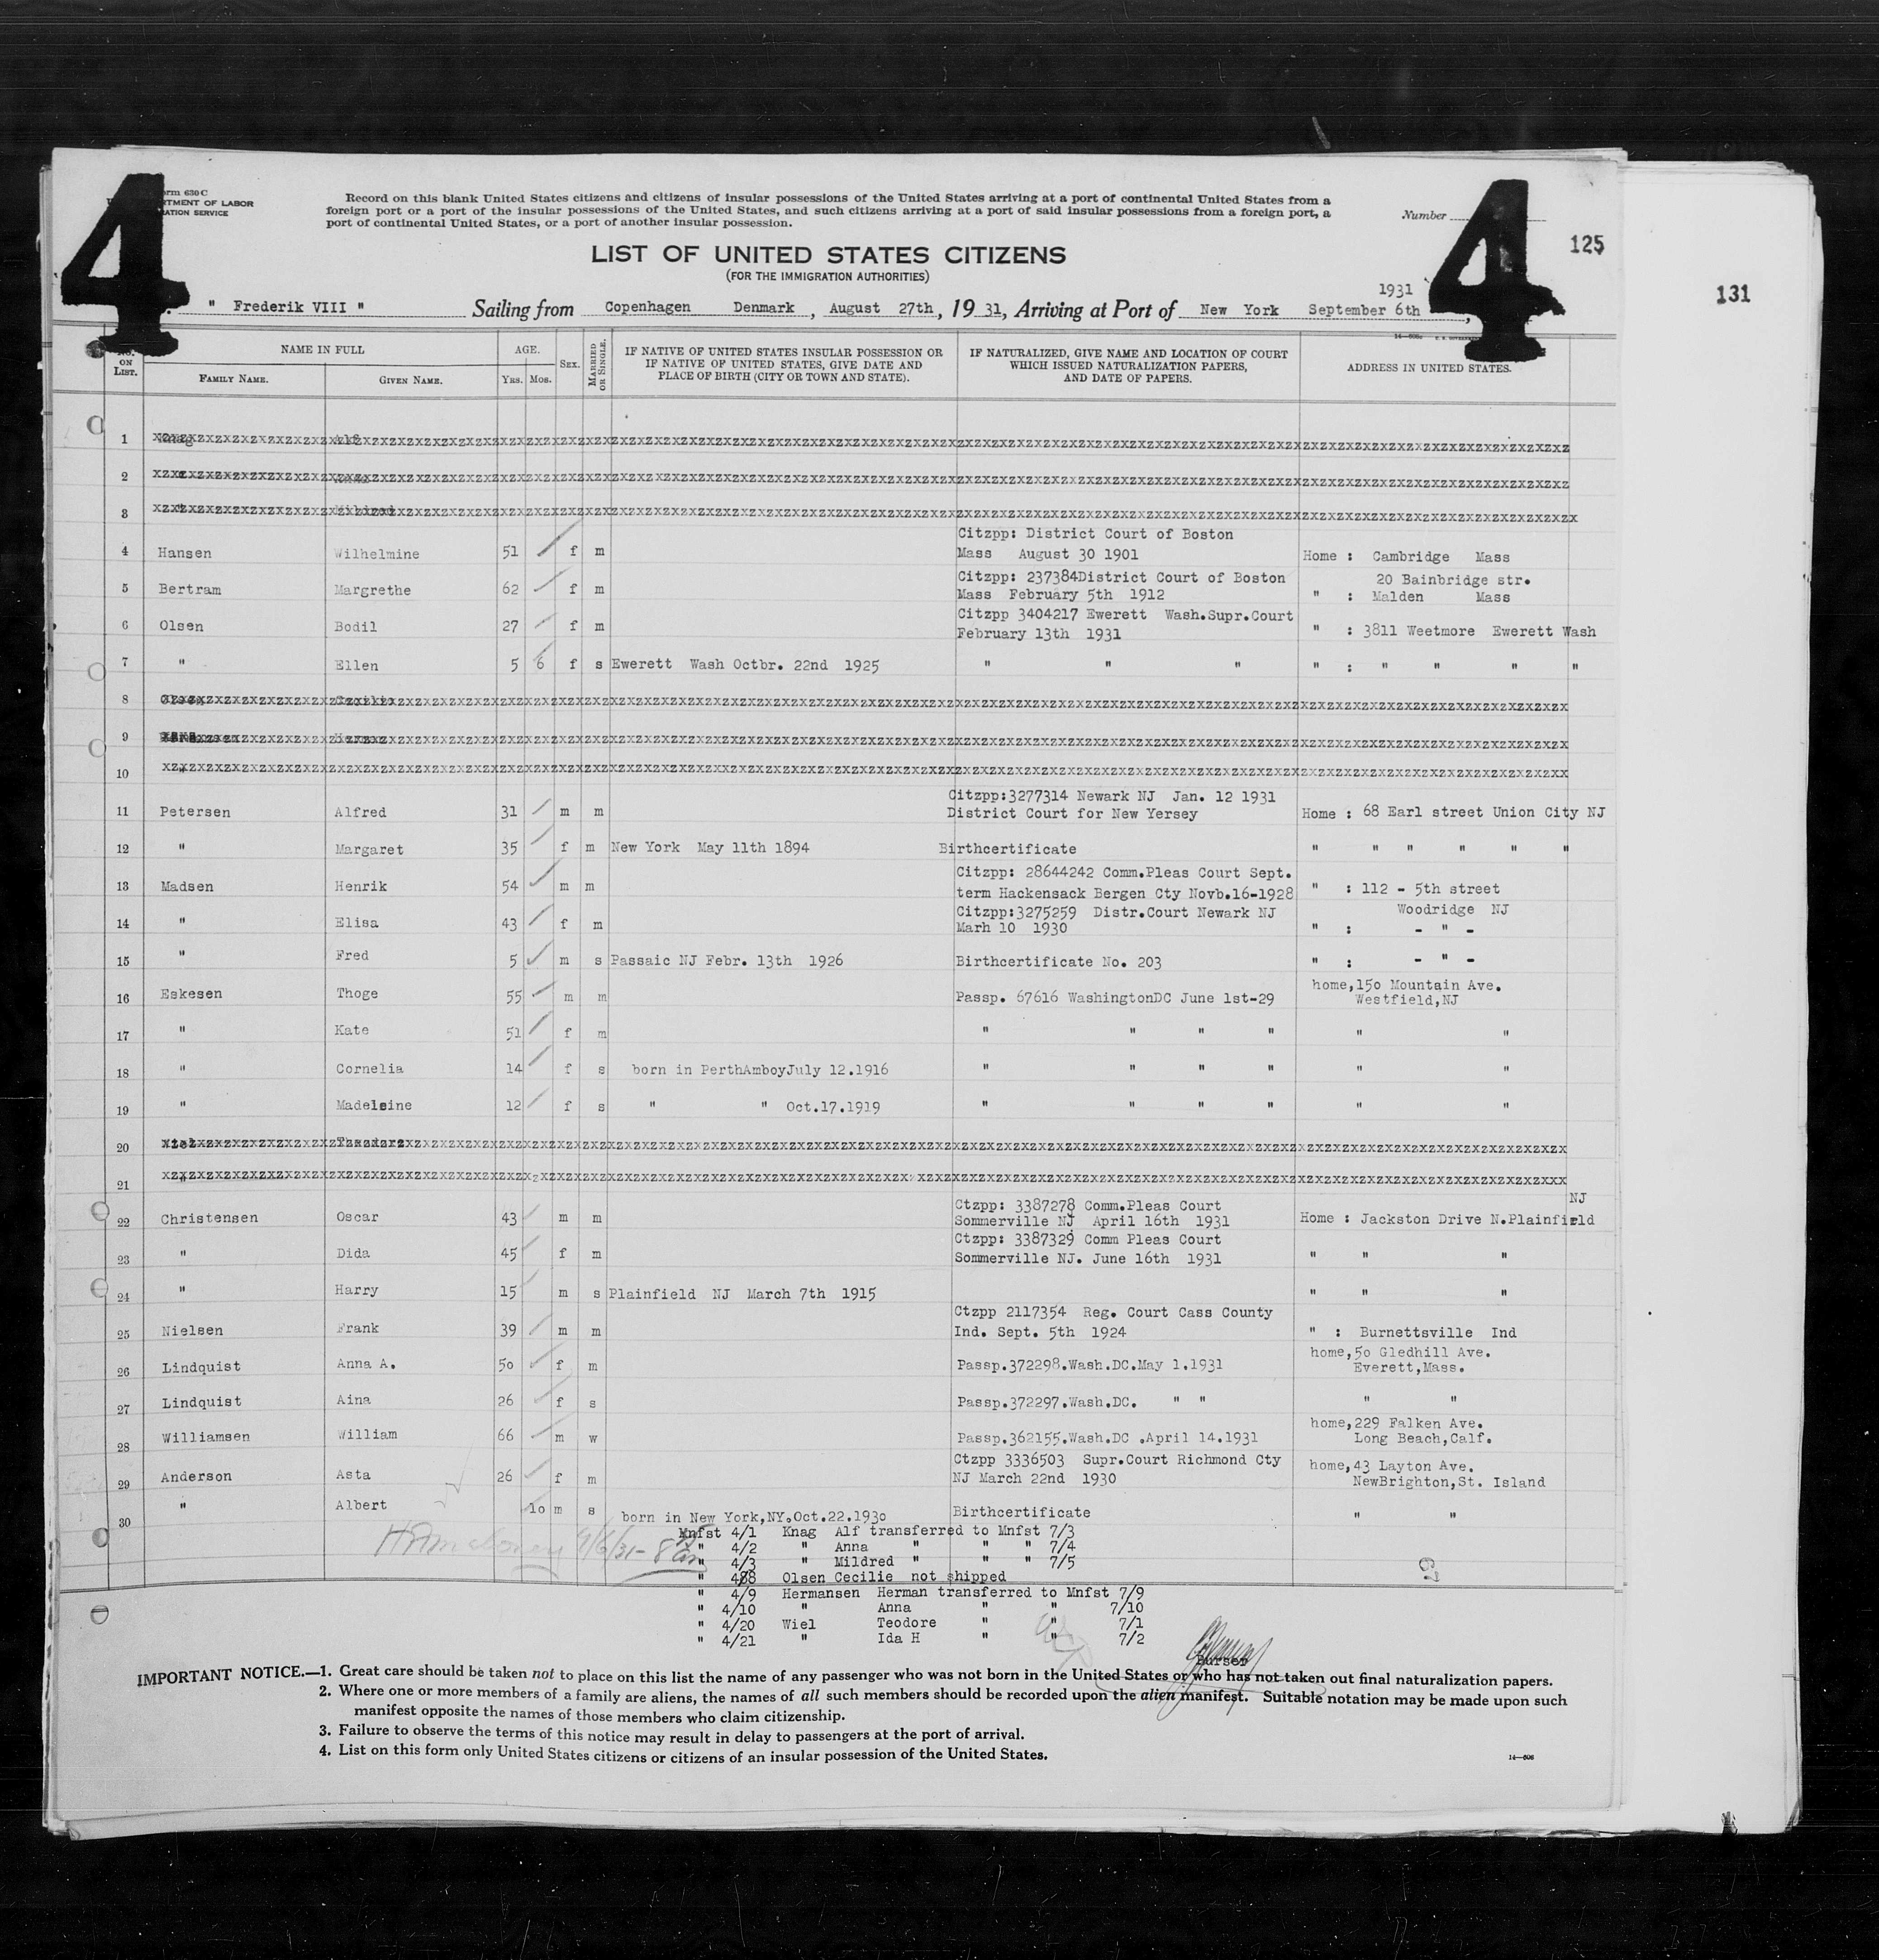 4
4
Form 630 C
DEPARTMENT OF LABOR
IMMIGRATION SERVICE
Record on this blank United States citizens and citizens of insular possessions of the United States arriving at a port of continental United States from a
foreign port or a port of the insular possessions of the United States, and such citizens arriving at a port of said insular possessions from a foreign port, a
port of continental United States, or a port of another insular possession.
Number
125
131
LIST OF UNITED STATES CITIZENS
(FOR THE IMMIGRATION AUTHORITIES)
" Frederik VIII " Sailing from Copenhagen Denmark , August 27th , 19 31, Arriving at Port of New York September 6th , 1931
No. ON LIST. NAME IN FULL AGE. SEX. MARRIED OR SINGLE. IF NATIVE OF UNITED STATES INSULAR POSSESSION OR IF NATIVE OF UNITED STATES, GIVE DATE AND PLACE OF BIRTH (CITY OR TOWN AND STATE). IF NATURALIZED, GIVE NAME AND LOCATION OF COURT WHICH ISSUED NATURALIZATION PAPERS, AND DATE OF PAPERS. ADDRESS IN UNITED STATES.
FAMILY NAME. GIVEN NAME. YRS. MOS.
1
2
3
4 Hansen Wilhelmine 51 f m Citzpp: District Court of Boston
Mass August 30 1901 Home : Cambridge Mass
5 Bertram Margrethe 62 f m Citzpp: 237384District Court of Boston 20 Bainbridge str.
Mass February 5th 1912 " : Malden Mass
6 Olsen Bodil 27 f m Citzpp 3404217 Ewerett Wash.Supr.Court
February 13th 1931 " : 3811 Weetmore Ewerett Wash
7 " Ellen 5 6 f s Ewerett Wash Octbr. 22nd 1925 " " " " : " " " "
8
9
10
11 Petersen Alfred 31 m m Citzpp:3277314 Newark NJ Jan. 12 1931
District Court for New Yersey Home : 68 Earl street Union City NJ
12 " Margaret 35 f m New York May 11th 1894 Birthcertificate " " " " " "
13 Madsen Henrik 54 m m Citzpp: 28644242 Comm.Pleas Court Sept.
term Hackensack Bergen Cty Novb.16-1928 " : 112 - 5th street
14 " Elisa 43 f m Citzpp:3275259 Distr.Court Newark NJ Woodridge NJ
Marh 10 1930 " : - " -
15 " Fred 5 m s Passaic NJ Febr. 13th 1926 Birthcertificate No. 203 " : - " -
16 Eskesen Thoge 55 m m Passp. 67616 WashingtonDC June 1st-29 home,150 Mountain Ave.
Westfield,NJ
17 " Kate 51 f m " " " " " "
18 " Cornelia 14 f s born in PerthAmboyJuly 12.1916 " " " " " "
19 " Madeleine 12 f s " " Oct.17.1919 " " " " " "
20
21
22 Christensen Oscar 43 m m Ctzpp: 3387278 Comm.Pleas Court NJ
Sommerville NJ April 16th 1931 Home : Jackston Drive N.Plainfield
23 " Dida 45 f m Ctzpp: 3387329 Comm Pleas Court
Sommerville NJ. June 16th 1931 " " "
24 " Harry 15 m s Plainfield NJ March 7th 1915 " " "
25 Nielsen Frank 39 m m Ctzpp 2117354 Reg. Court Cass County
Ind. Sept. 5th 1924 " : Burnettsville Ind
26 Lindquist Anna A. 50 f m Passp.372298.Wash.DC.May 1.1931 home,50 Gledhill Ave.
Everett,Mass.
27 Lindquist Aina 26 f s Passp.372297.Wash.DC. " " " "
28 Williamsen William 66 m w Passp.362155.Wash.DC .April 14.1931 home,229 Falken Ave.
Long Beach,Calf.
29 Anderson Asta 26 f m Ctzpp 3336503 Supr.Court Richmond Cty
NJ March 22nd 1930 home,43 Layton Ave.
NewBrighton,St. Island
30 " Albert 10 m s born in New York,NY.Oct.22.1930 Birthcertificate " "
9/6/31-
Mnfst 4/1 Knag Alf transferred to Mnfst 7/3
" 4/2 " Anna " " " 7/4
" 4/3 " Mildred " " " 7/5
" 4/8 Olsen Cecilie not shipped
" 4/9 Hermansen Herman transferred to Mnfst 7/9
" 4/10 " Anna " " 7/10
" 4/20 Wiel Teodore " " 7/1
" 4/21 " Ida H " " 7/2
Purser
IMPORTANT NOTICE.—1. Great care should be taken not to place on this list the name of any passenger who was not born in the United States or who has not taken out final naturalization papers.
2. Where one or more members of a family are aliens, the names of all such members should be recorded upon the alien manifest. Suitable notation may be made upon such
manifest opposite the names of those members who claim citizenship.
3. Failure to observe the terms of this notice may result in delay to passengers at the port of arrival.
4. List on this form only United States citizens or citizens of an insular possession of the United States.
14—606